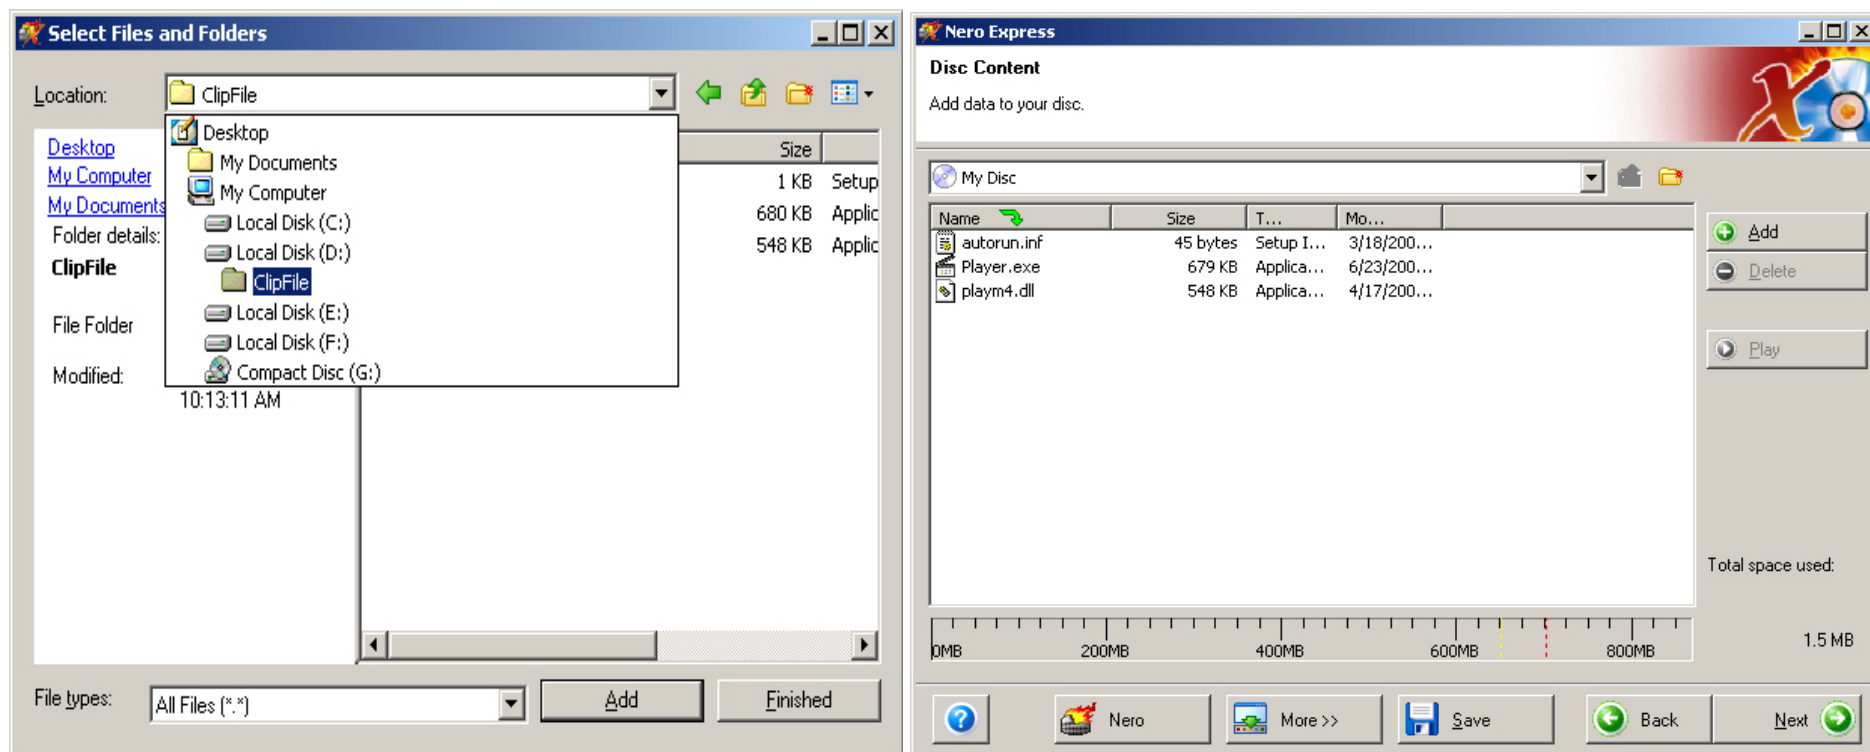 Select Files and Folders
Location:
ClipFile
Desktop
My Documents
My Computer
Local Disk (C:)
Local Disk (D:)
ClipFile
Local Disk (E:)
Local Disk (F:)
Compact Disc (G:)
Desktop
My Computer
My Documents
Folder details:
ClipFile
File Folder
Modified:
10:13:11 AM
Size
1 KB Setup
680 KB Applic
548 KB Applic
File types:
All Files (*.*)
Add
Finished
Nero Express
Disc Content
Add data to your disc.
My Disc
Name Size T... Mo...
autorun.inf 45 bytes Setup I... 3/18/200...
Player.exe 679 KB Applica... 6/23/200...
playm4.dll 548 KB Applica... 4/17/200...
Add
Delete
Play
Total space used:
1.5 MB
0MB 200MB 400MB 600MB 800MB
Nero
More >>
Save
Back
Next